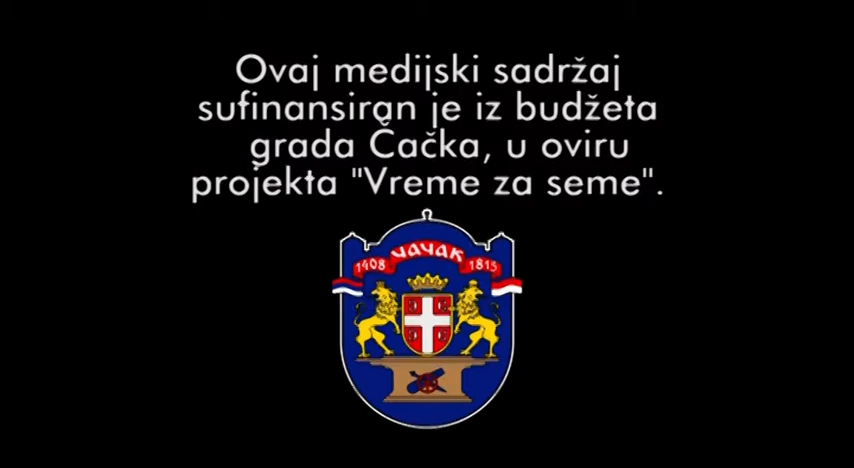 Ovaj medijski sadržaj
sufinansiran je iz budžeta
grada Čačka, u oviru
projekta "Vreme za seme".
ЧАЧАК
1408 1815